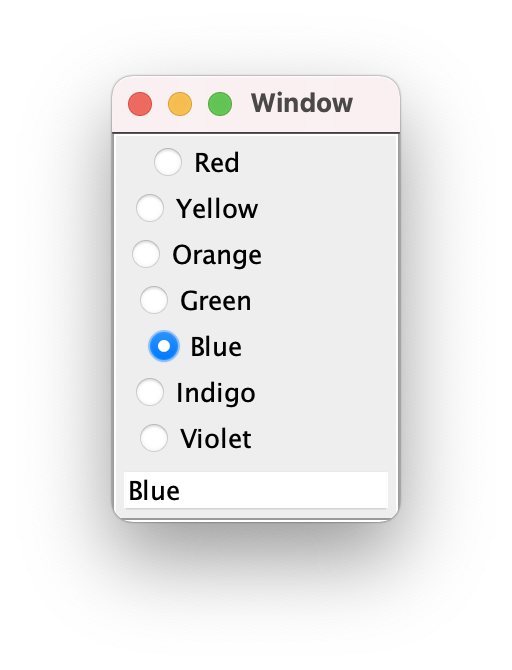 Window
Red
Yellow
Orange
Green
Blue
Indigo
Violet
Blue